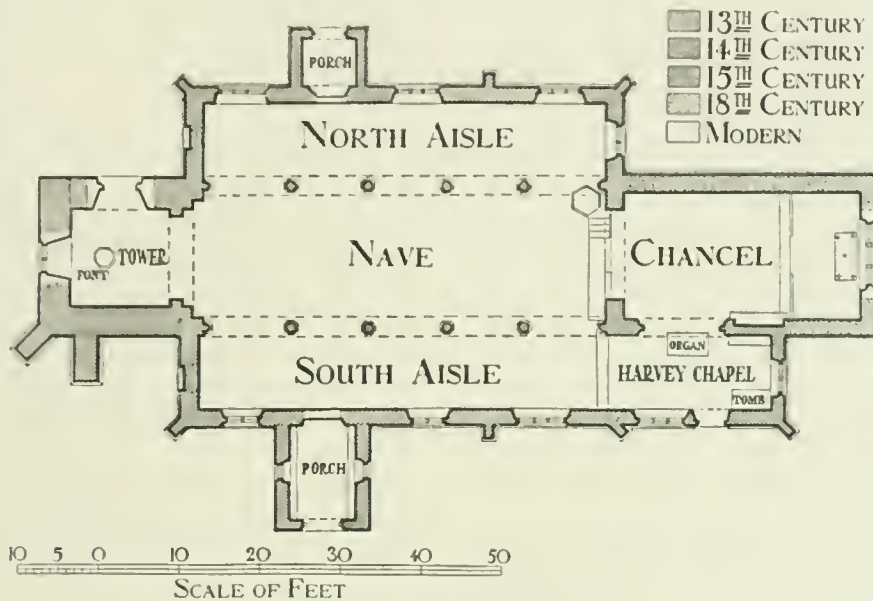 13TH CENTURY
14TH CENTURY
15TH CENTURY
18TH CENTURY
MODERN
PORCH
NORTH AISLE
TOWER
FONT
NAVE
CHANCEL
SOUTH AISLE
ORGAN
HARVEY CHAPEL
TOMB
PORCH
10 5 0 10 20 30 40 50
SCALE OF FEET